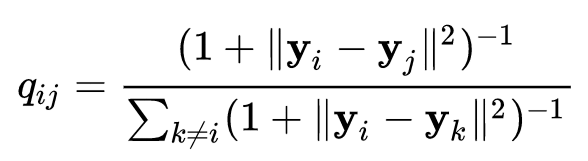 q_{ij} = \frac{(1 + \|\mathbf{y}_i - \mathbf{y}_j\|^2)^{-1}}{\sum_{k \neq i} (1 + \|\mathbf{y}_i - \mathbf{y}_k\|^2)^{-1}}